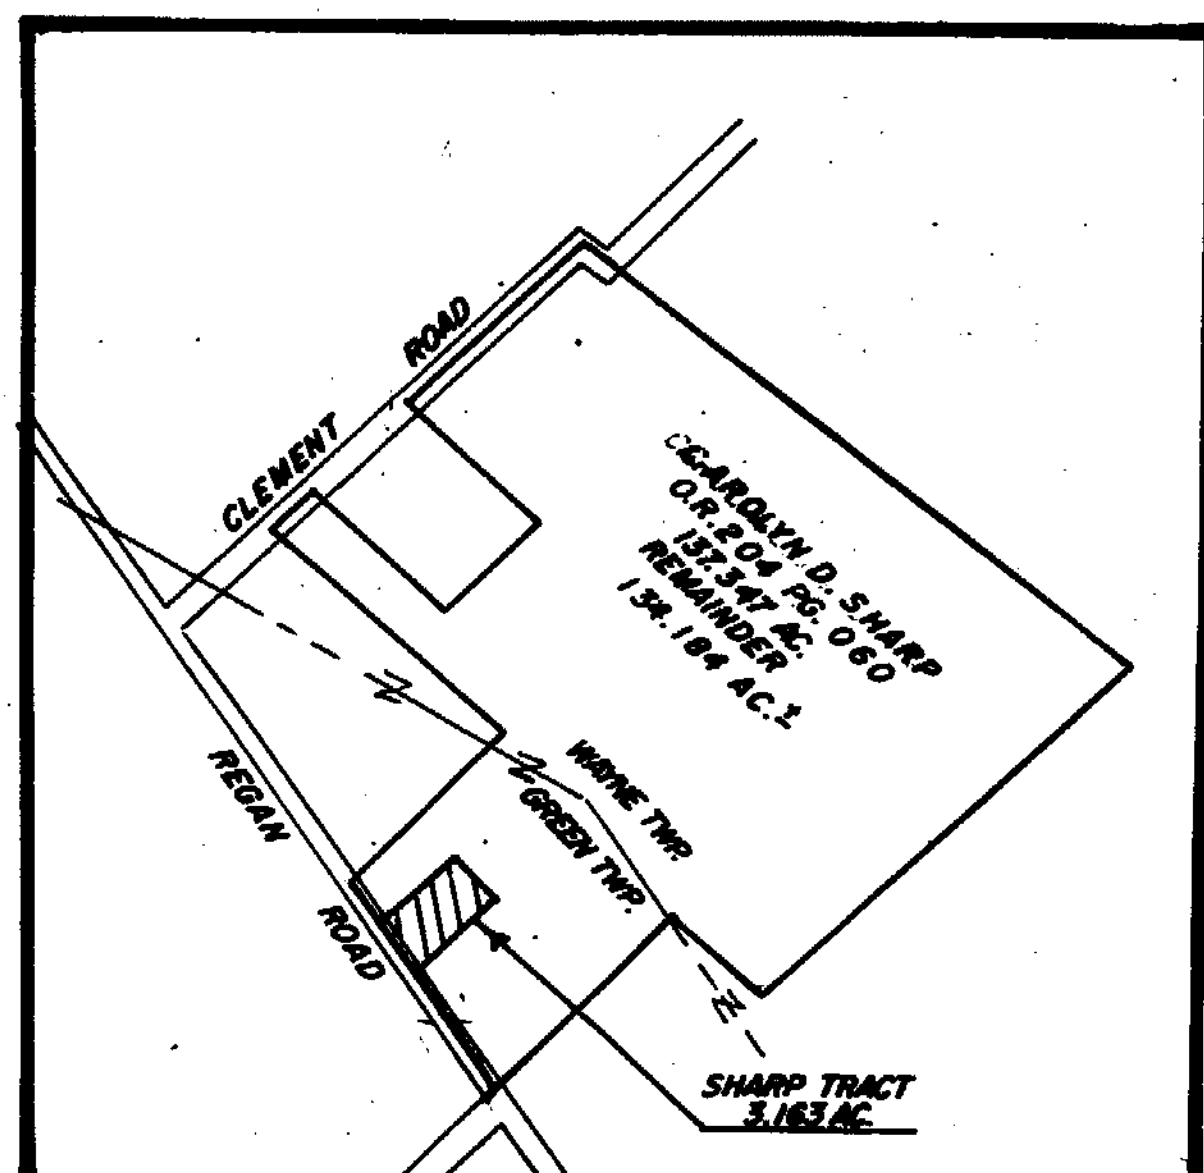 CLEMENT ROAD
CAROLYN D. SHARP
O.R. 204 PG. 060
137.347 AC.
REMAINDER
134.184 AC.±
WAYNE TWP.
GREEN TWP.
REGAN ROAD
SHARP TRACT
3.163 AC.